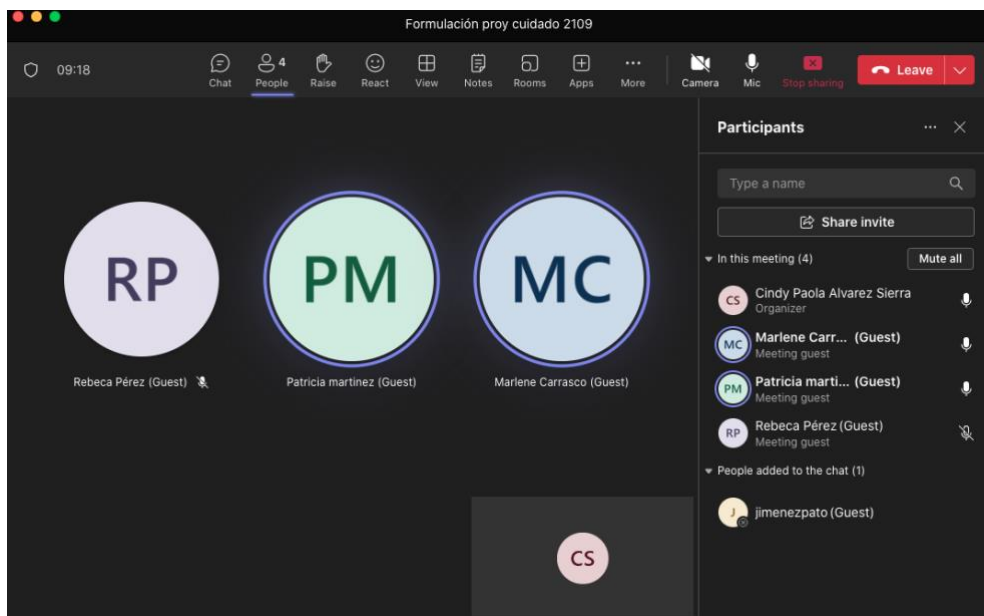 Formulación proy cuidado 2109
09:18
Chat
4
People
Raise
React
View
Notes
Rooms
Apps
More
Camera
Mic
Stop sharing
Leave
RP
PM
MC
Rebeca Pérez (Guest)
Patricia martinez (Guest)
Marlene Carrasco (Guest)
CS
Participants
Type a name
Share invite
In this meeting (4)
Mute all
CS
Cindy Paola Alvarez Sierra
Organizer
MC
Marlene Carr... (Guest)
Meeting guest
PM
Patricia marti... (Guest)
Meeting guest
RP
Rebeca Pérez (Guest)
Meeting guest
People added to the chat (1)
J
jimenezpato (Guest)